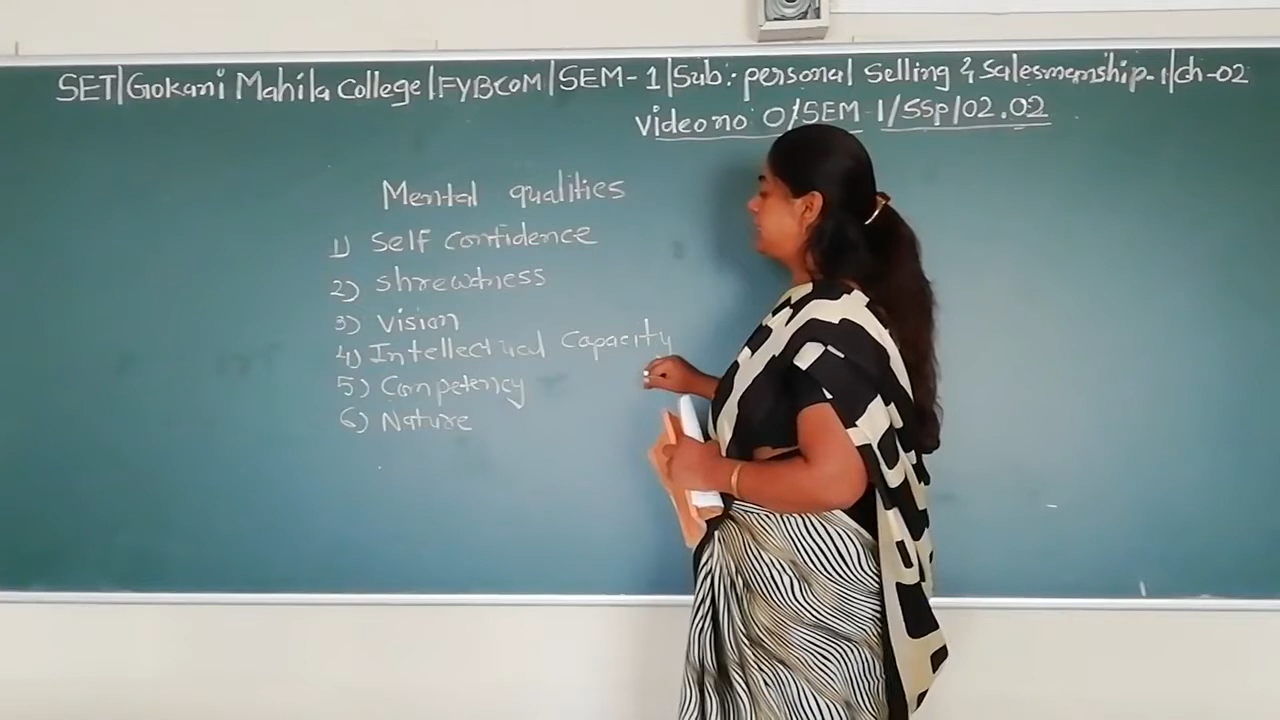 SET|Gokani Mahila College|FYBCOM|SEM-1|Sub: personal Selling & Salesmanship-1|ch-02
video no 0/SEM-1/SSP/02.02
Mental qualities
1) Self confidence
2) shrewdness
3) Vision
4) Intellectual Capacity
5) Competency
6) Nature